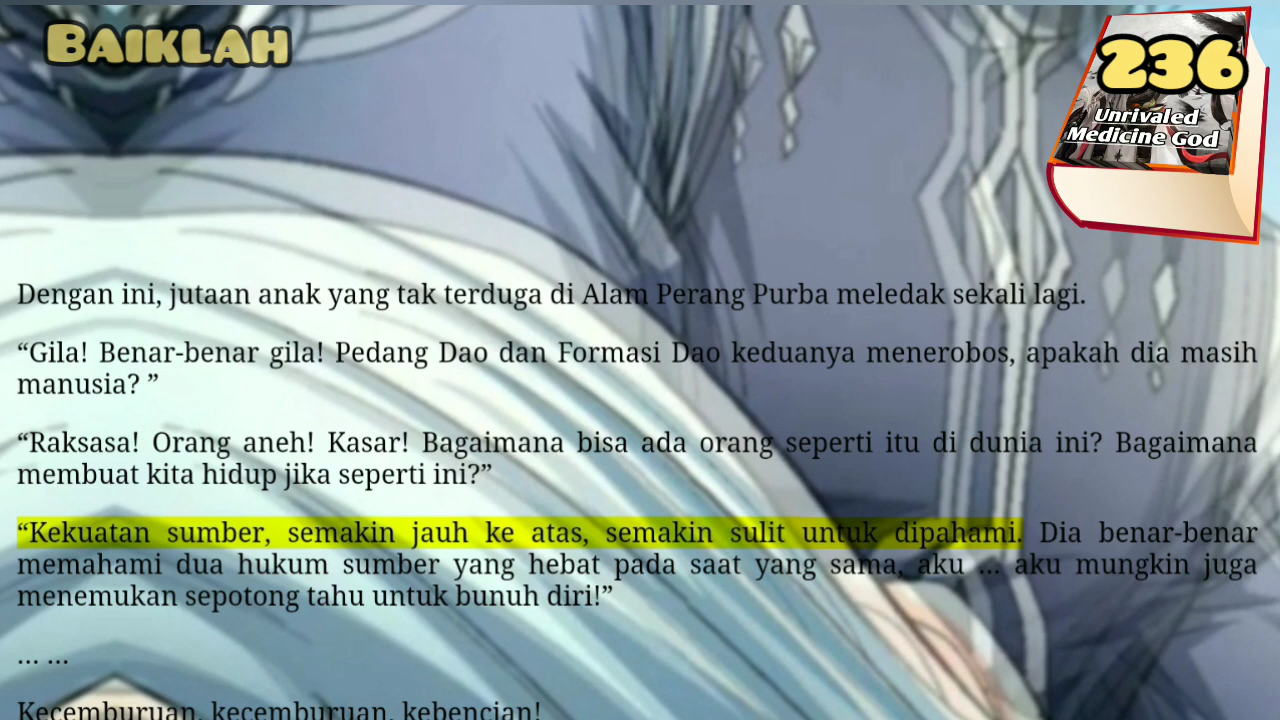 BAIKLAH
236
Unrivaled
Medicine God
Dengan ini, jutaan anak yang tak terduga di Alam Perang Purba meledak sekali lagi.
“Gila! Benar-benar gila! Pedang Dao dan Formasi Dao keduanya menerobos, apakah dia masih
manusia? ”
“Raksasa! Orang aneh! Kasar! Bagaimana bisa ada orang seperti itu di dunia ini? Bagaimana
membuat kita hidup jika seperti ini?”
“Kekuatan sumber, semakin jauh ke atas, semakin sulit untuk dipahami. Dia benar-benar
memahami dua hukum sumber yang hebat pada saat yang sama, aku ... aku mungkin juga
menemukan sepotong tahu untuk bunuh diri!”
... ...
Kecemburuan, kecemburuan, kebencian!